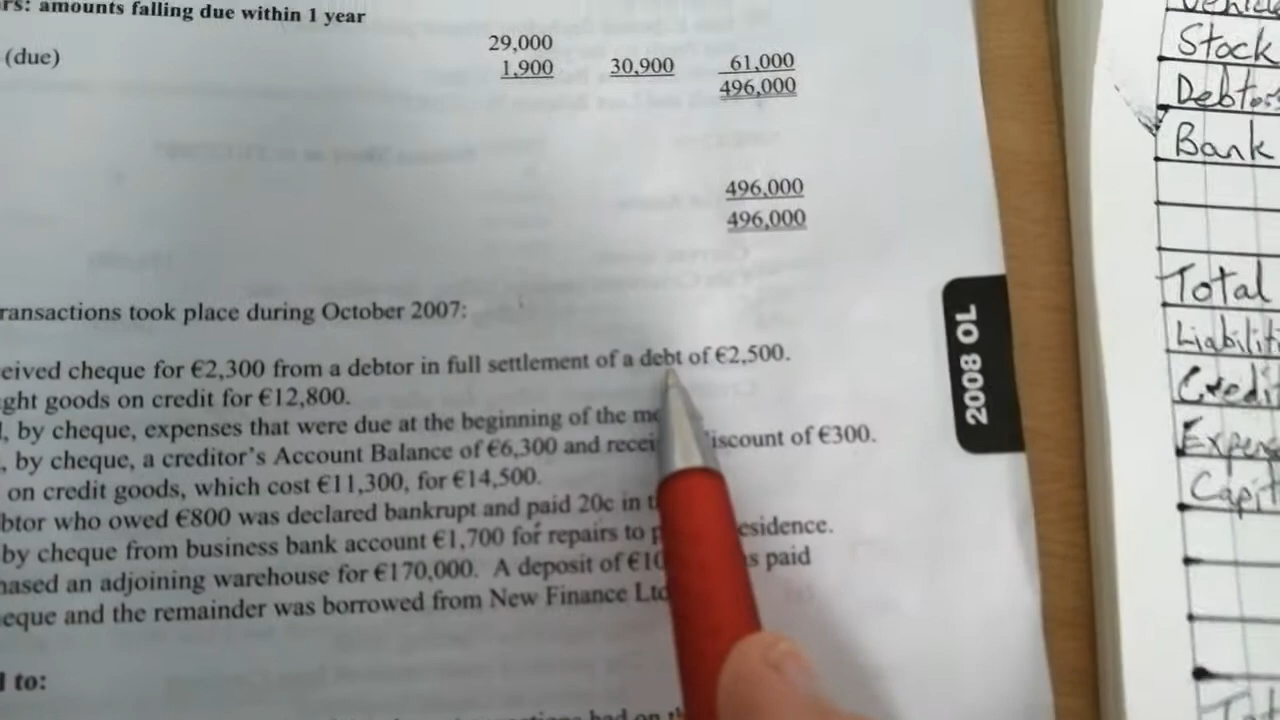 rs: amounts falling due within 1 year
29,000
(due) 1,900 30,900 61,000
496,000
496,000
496,000
ransactions took place during October 2007:
eived cheque for €2,300 from a debtor in full settlement of a debt of €2,500.
ght goods on credit for €12,800.
, by cheque, expenses that were due at the beginning of the
, by cheque, a creditor's Account Balance of €6,300 and recei iscount of €300.
on credit goods, which cost €11,300, for €14,500.
btor who owed €800 was declared bankrupt and paid 20c in
by cheque from business bank account €1,700 for repairs to p esidence.
hased an adjoining warehouse for €170,000. A deposit of €10 s paid
eque and the remainder was borrowed from New Finance Ltd
to:
2008 OL
Vehicle
Stock
Debtors
Bank
Total
Liabilit
Credit
Expens
Capit